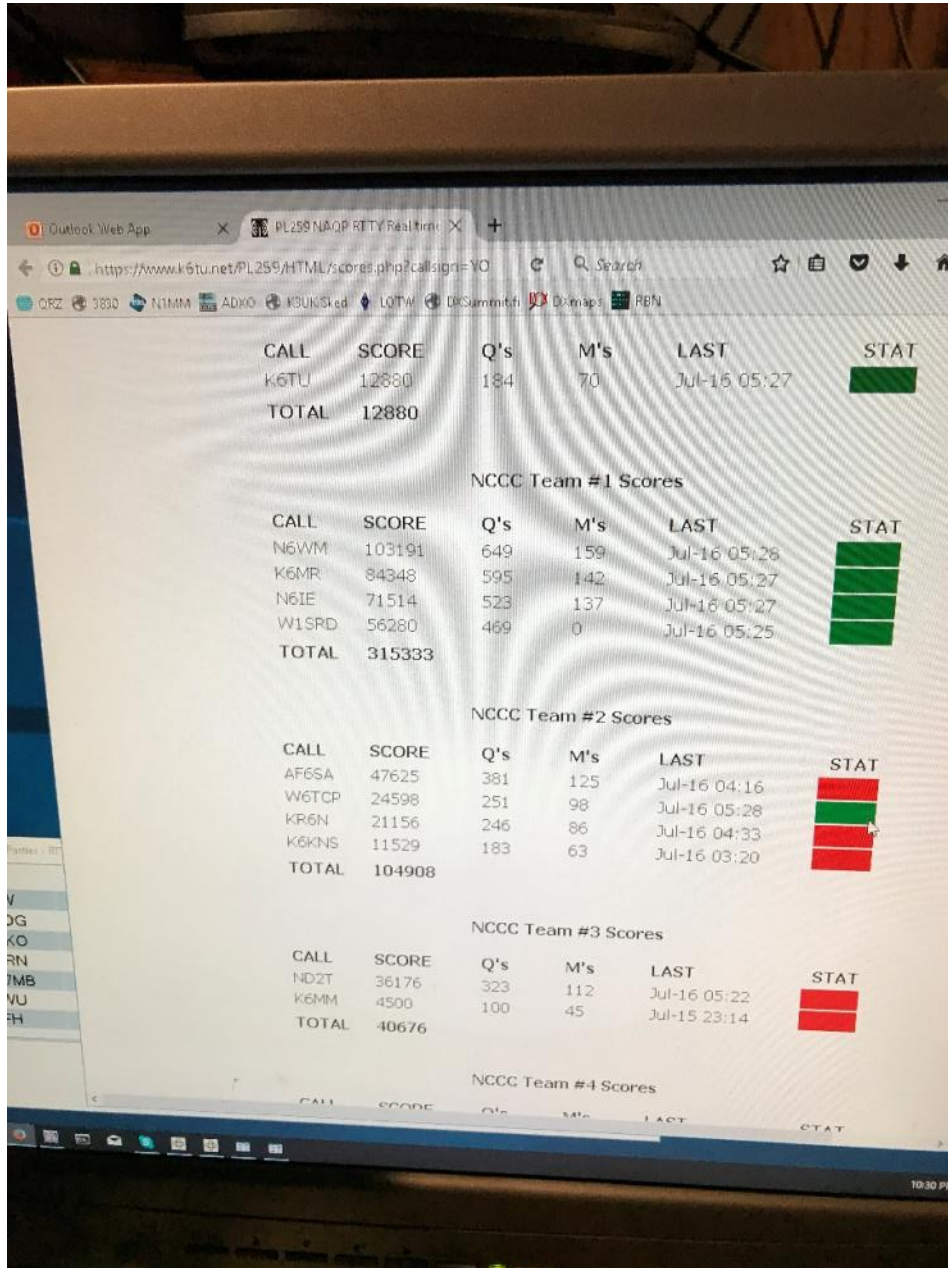 Outlook Web App PL259 NAQP RTTY Real time
https://www.k6tu.net/PL259/HTML/scores.php?callsign=YO Search
QRZ 3830 N1MM ADXO K3UK Sked LOTW DXSummit.fi DXmaps RBN
CALL SCORE Q's M's LAST STAT
K6TU 12880 184 70 Jul-16 05:27
TOTAL 12880
NCCC Team #1 Scores
CALL SCORE Q's M's LAST STAT
N6WM 103191 649 159 Jul-16 05:28
K6MR 84348 595 142 Jul-16 05:27
N6IE 71514 523 137 Jul-16 05:27
W1SRD 56280 469 0 Jul-16 05:25
TOTAL 315333
NCCC Team #2 Scores
CALL SCORE Q's M's LAST STAT
AF6SA 47625 381 125 Jul-16 04:16
W6TCP 24598 251 98 Jul-16 05:28
KR6N 21156 246 86 Jul-16 04:33
K6KNS 11529 183 63 Jul-16 03:20
TOTAL 104908
NCCC Team #3 Scores
CALL SCORE Q's M's LAST STAT
ND2T 36176 323 112 Jul-16 05:22
K6MM 4500 100 45 Jul-15 23:14
TOTAL 40676
NCCC Team #4 Scores
CALL SCORE Q's M's LAST STAT
10:30 P